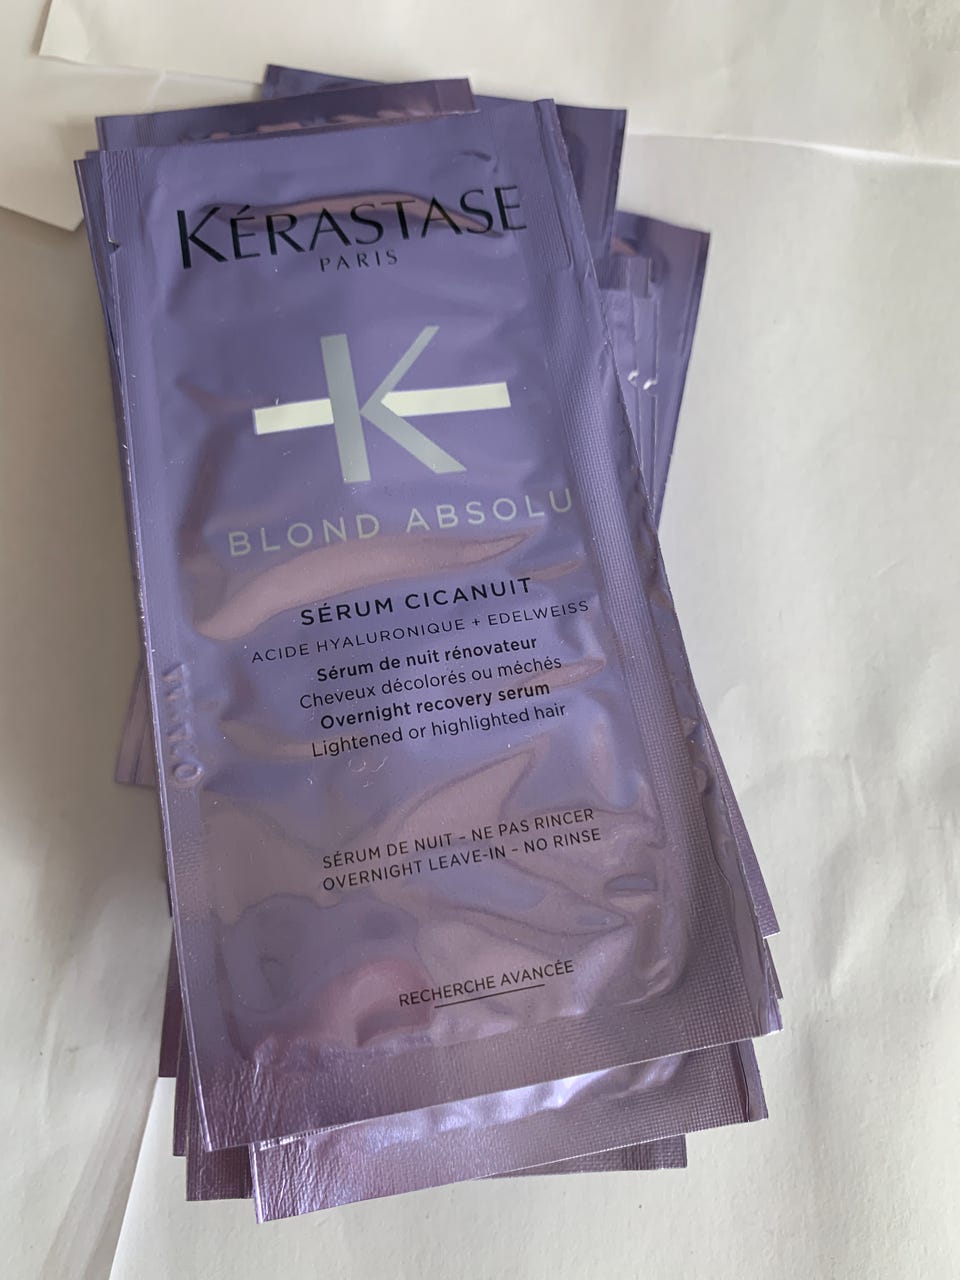 KÉRASTASE
PARIS
K
BLOND ABSOLU
SÉRUM CICANUIT
ACIDE HYALURONIQUE + EDELWEISS
Sérum de nuit rénovateur
Cheveux décolorés ou méchés
Overnight recovery serum
Lightened or highlighted hair
SÉRUM DE NUIT – NE PAS RINCER
OVERNIGHT LEAVE-IN – NO RINSE
RECHERCHE AVANCÉE